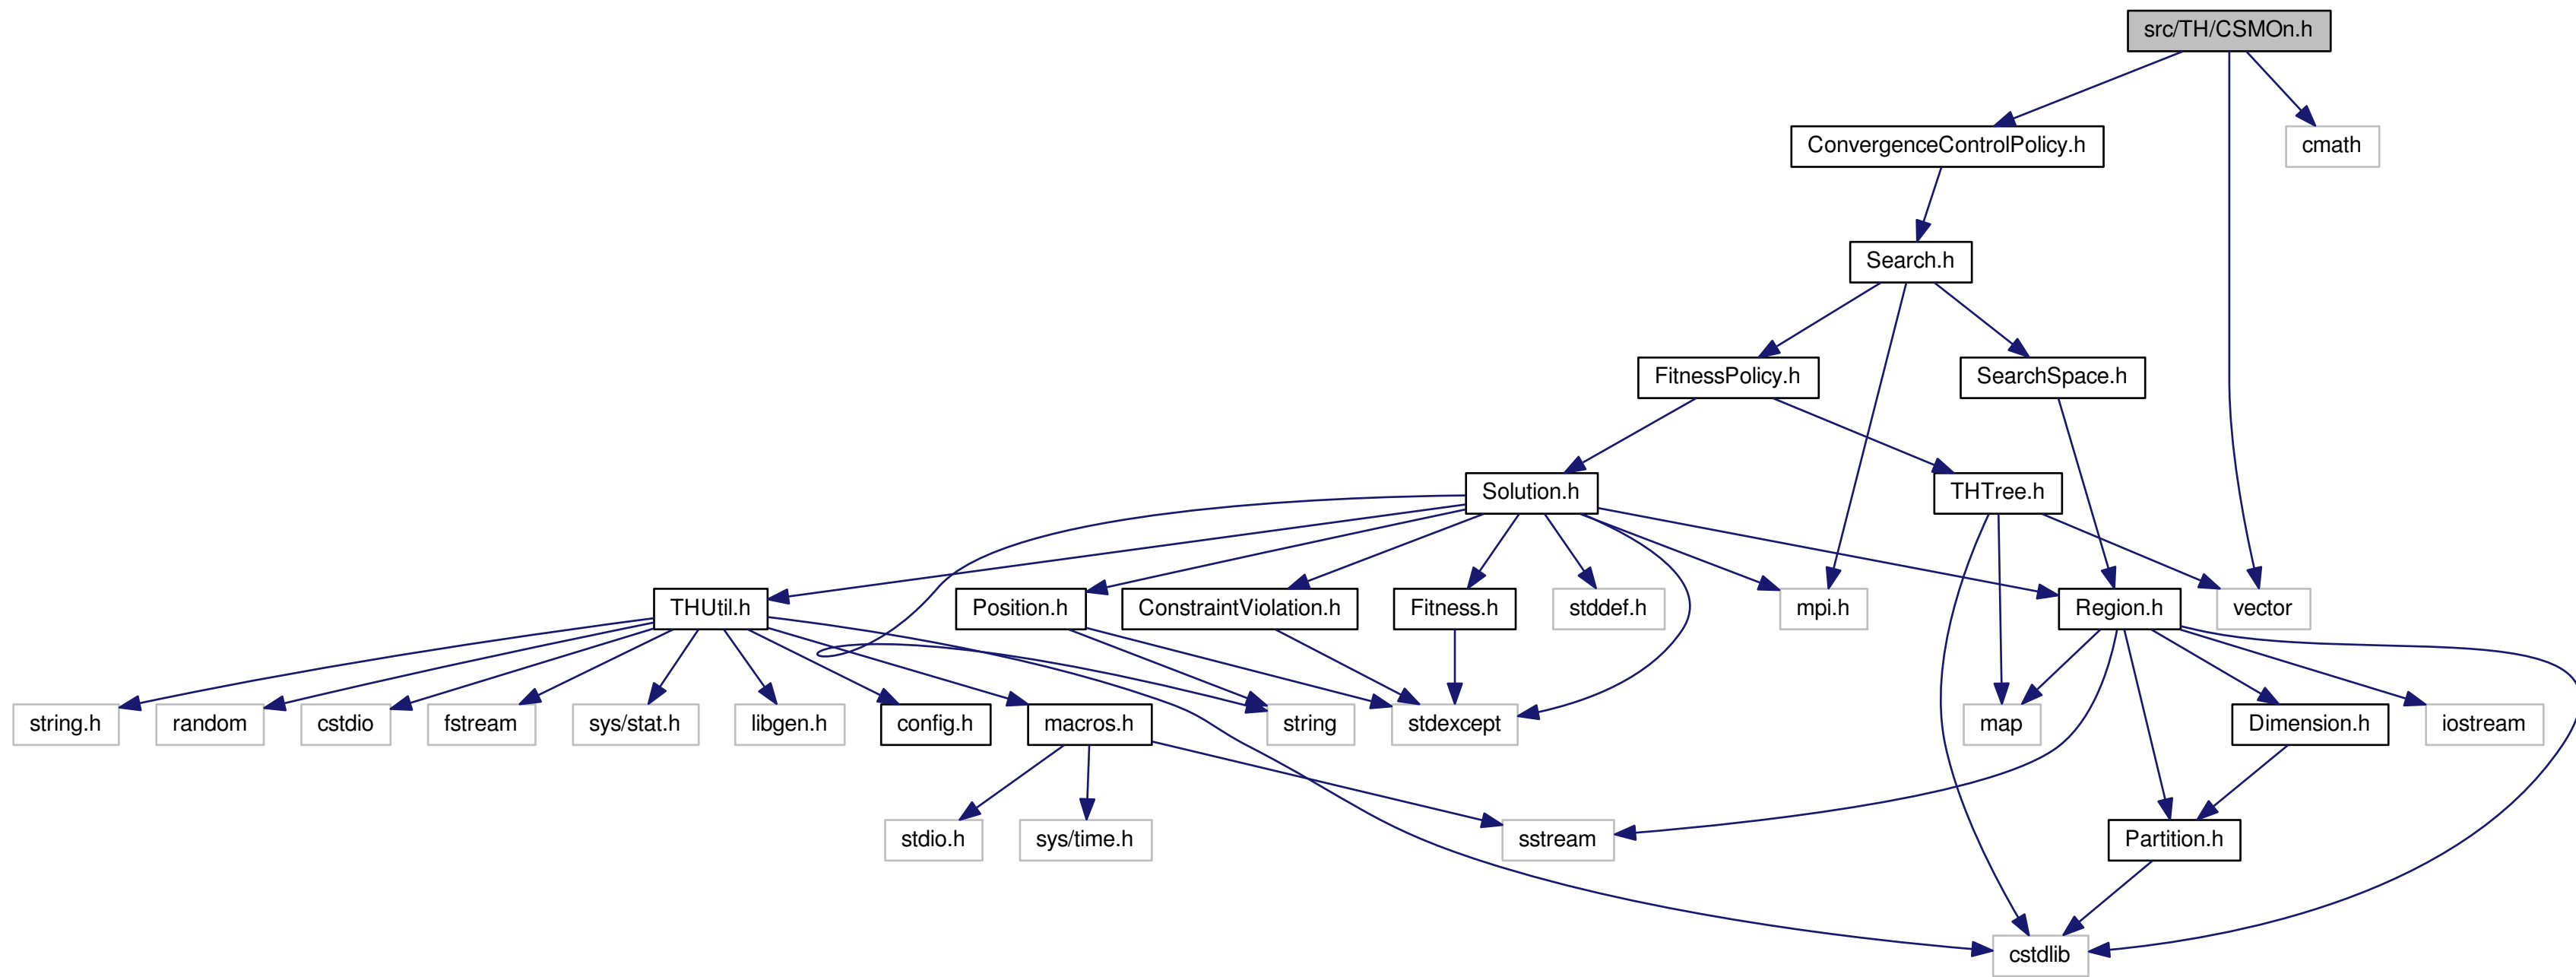 src/TH/CSMOn.h
ConvergenceControlPolicy.h
cmath
Search.h
FitnessPolicy.h
SearchSpace.h
Solution.h
THTree.h
THUtil.h
Position.h
ConstraintViolation.h
Fitness.h
stddef.h
mpi.h
Region.h
vector
string.h
random
cstdio
fstream
sys/stat.h
libgen.h
config.h
macros.h
string
stdexcept
map
Dimension.h
iostream
stdio.h
sys/time.h
sstream
Partition.h
cstdlib